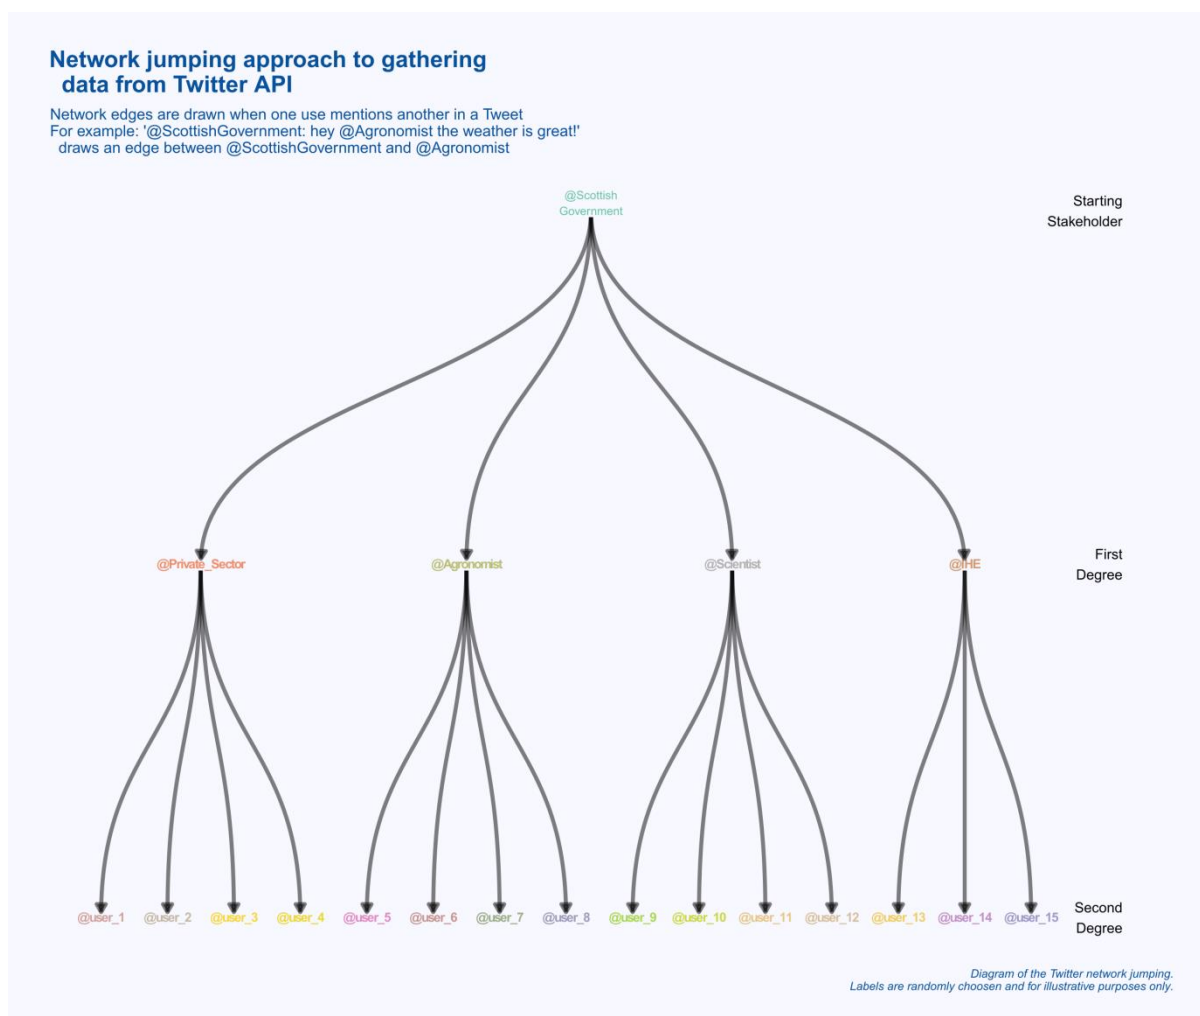 Network jumping approach to gathering
data from Twitter API
Network edges are drawn when one use mentions another in a Tweet
For example: '@ScottishGovernment: hey @Agronomist the weather is great!'
draws an edge between @ScottishGovernment and @Agronomist
@Scottish
Government
Starting
Stakeholder
@Private_Sector
@Agronomist
@Scientist
@IHE
First
Degree
@user_1
@user_2
@user_3
@user_4
@user_5
@user_6
@user_7
@user_8
@user_9
@user_10
@user_11
@user_12
@user_13
@user_14
@user_15
Second
Degree
Diagram of the Twitter network jumping.
Labels are randomly choosen and for illustrative purposes only.